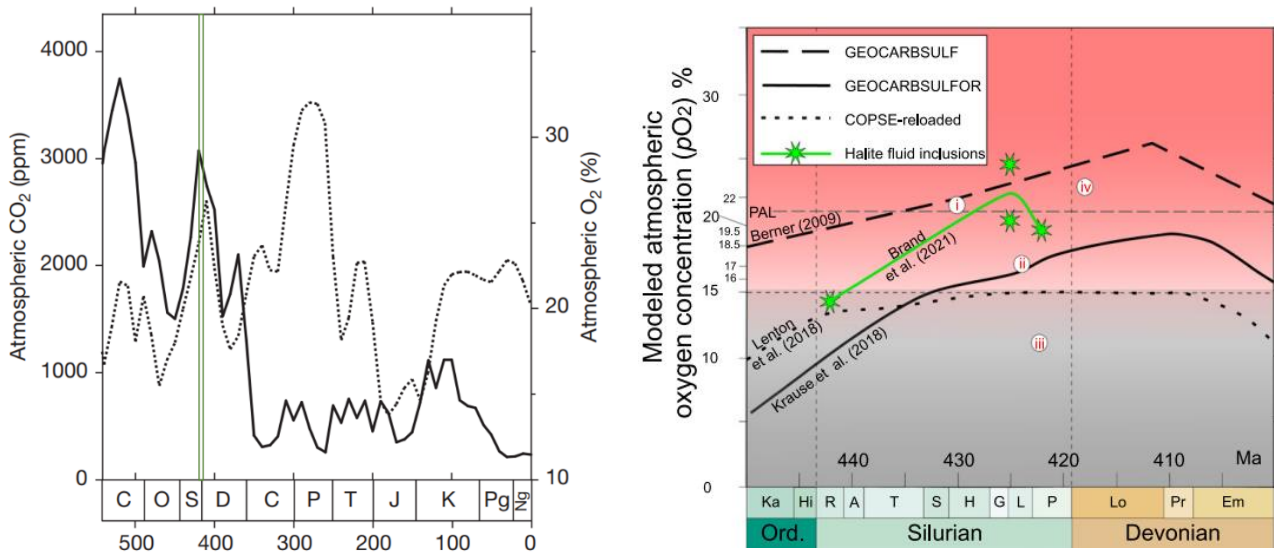 Atmospheric CO2 (ppm)
4000
3000
2000
1000
0
30
20
10
Atmospheric O2 (%)
C O S D C P T J K Pg Ng
500 400 300 200 100 0
Modeled atmospheric
oxygen concentration (pO2) %
GEOCARBSULF
GEOCARBSULFOR
COPSE-reloaded
Halite fluid inclusions
30
22
20
19.5
18.5
17
16
15
10
0
PAL
Berner (2009)
Brand
et al. (2021)
Lenton
et al. (2018)
Krause et al. (2018)
i
ii
iii
iv
440 430 420 410 Ma
Ka Hi R A T S H G L P Lo Pr Em
Ord. Silurian Devonian